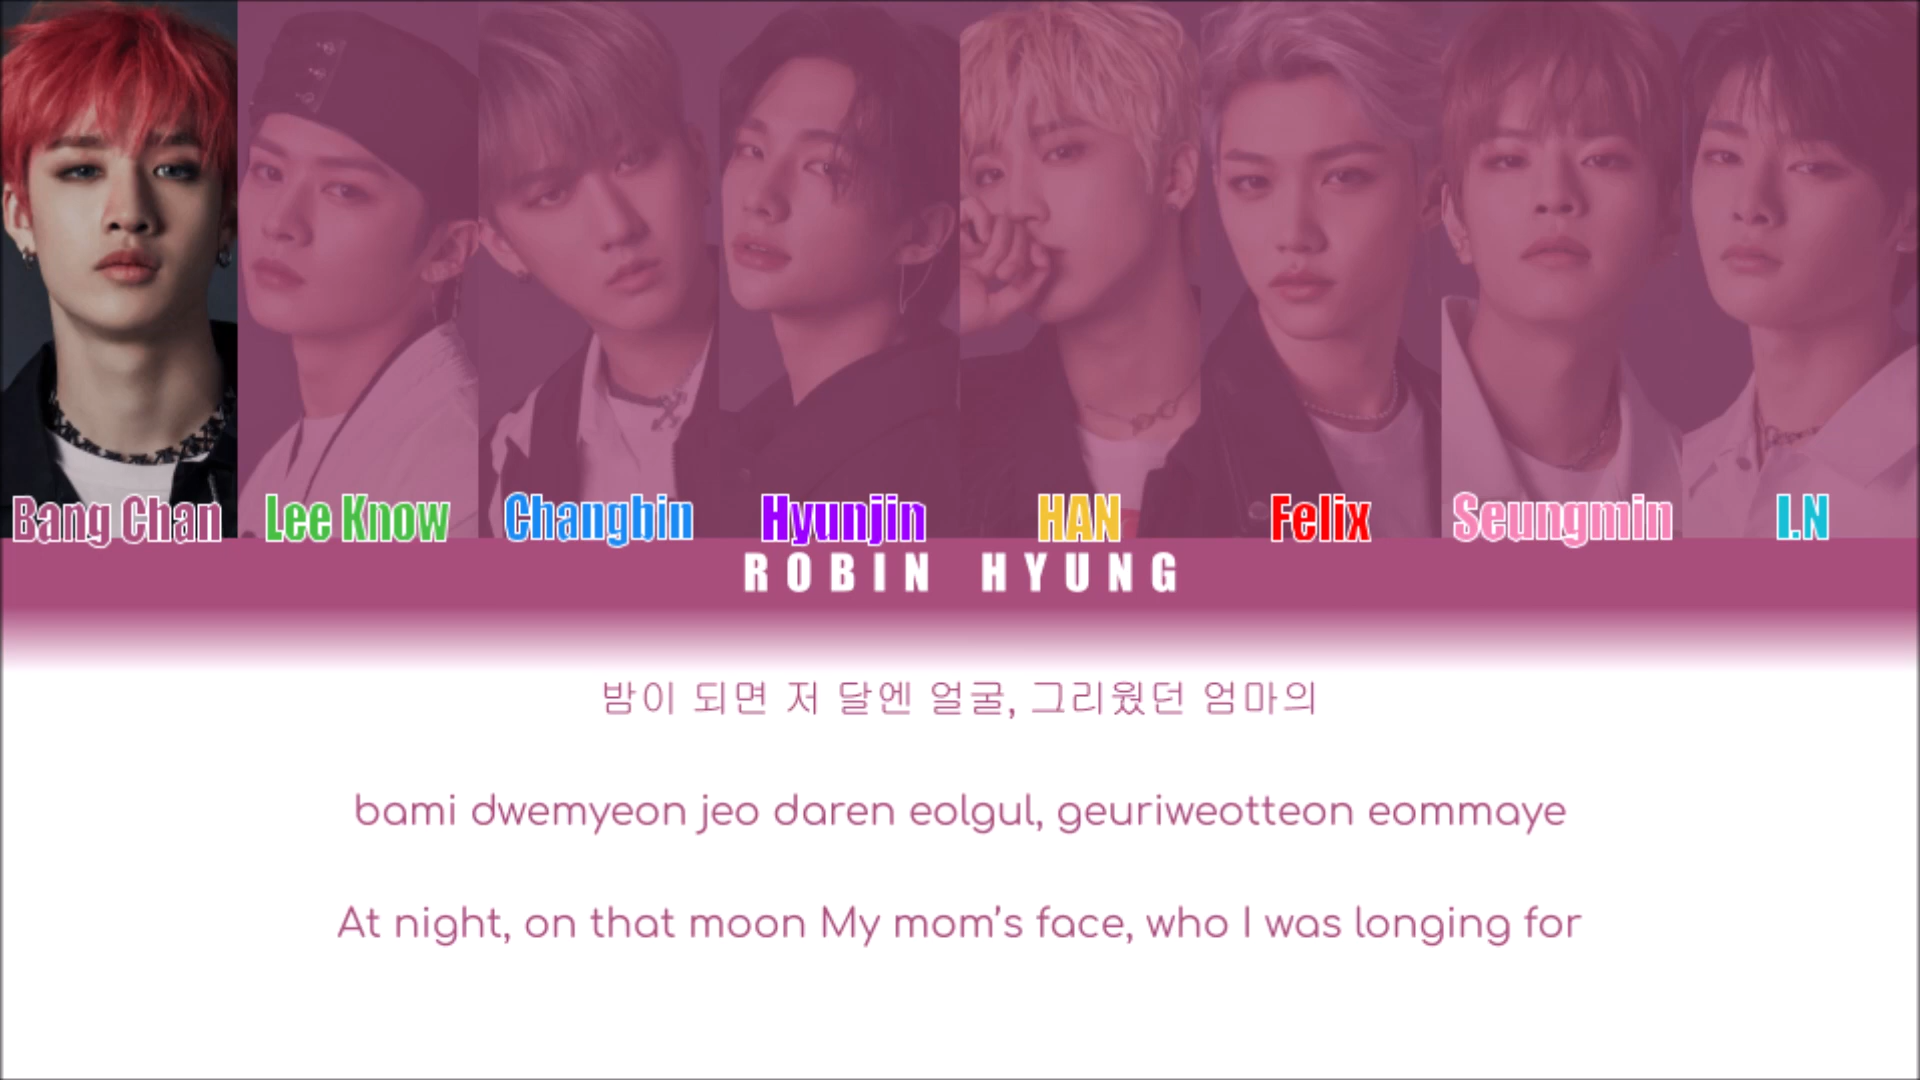 Bang Chan Lee Know Changbin Hyunjin HAN Felix Seungmin I.N
ROBIN HYUNG
밤이 되면 저 달엔 얼굴, 그리웠던 엄마의
bami dwemyeon jeo daren eolgul, geuriweotteon eommaye
At night, on that moon My mom's face, who I was longing for